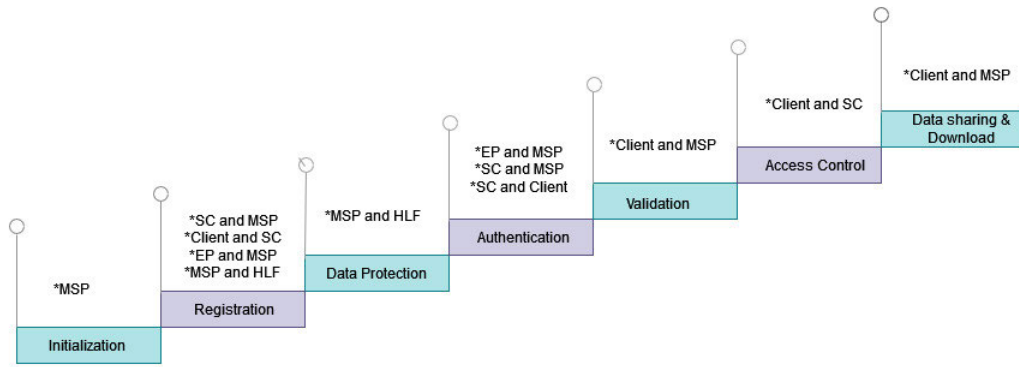 *MSP
Initialization
*SC and MSP
*Client and SC
*EP and MSP
*MSP and HLF
Registration
*MSP and HLF
Data Protection
*EP and MSP
*SC and MSP
*SC and Client
Authentication
*Client and MSP
Validation
*Client and SC
Access Control
*Client and MSP
Data sharing &
Download